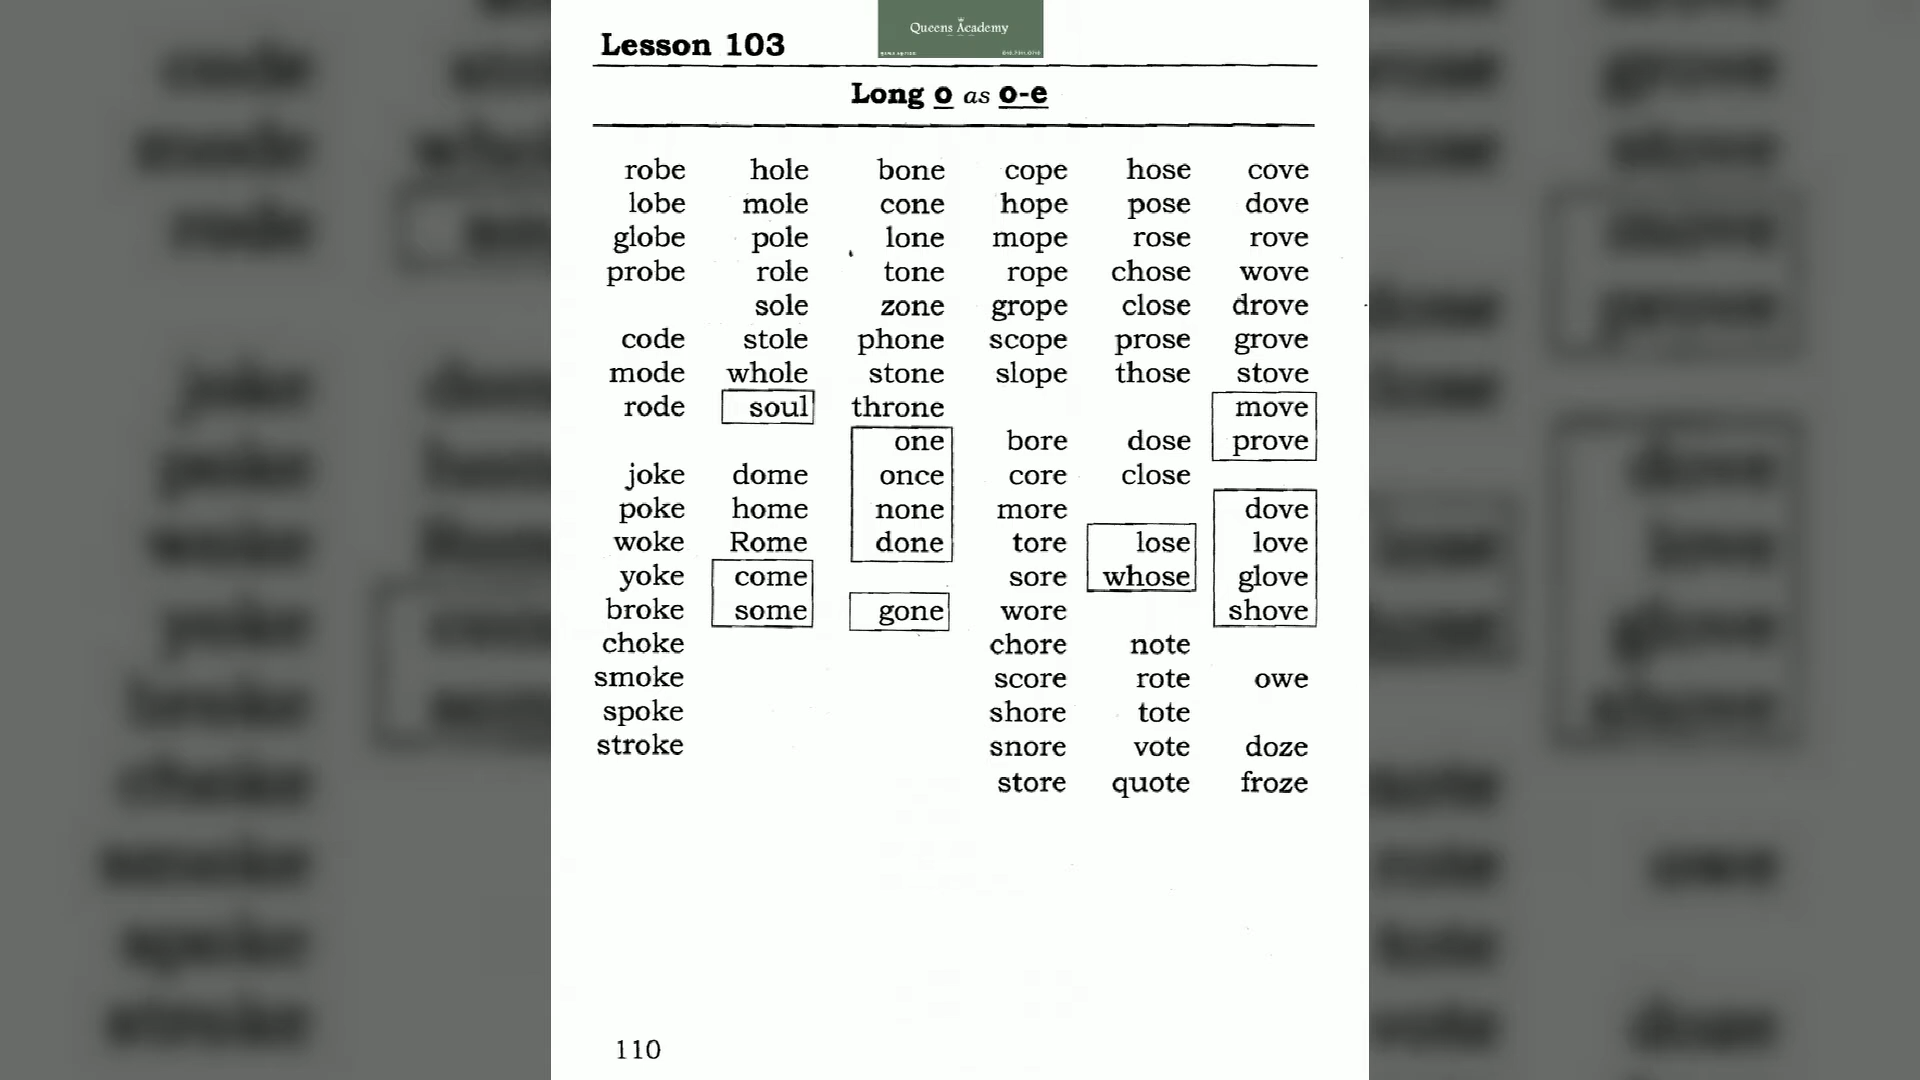 Queens Academy
Lesson 103
Long o as o-e
robe hole bone cope hose cove
lobe mole cone hope pose dove
globe pole lone mope rose rove
probe role tone rope chose wove
sole zone grope close drove
code stole phone scope prose grove
mode whole stone slope those stove
rode soul throne move
one bore dose prove
joke dome once core close
poke home none more dove
woke Rome done tore lose love
yoke come sore whose glove
broke some gone wore shove
choke chore note
smoke score rote owe
spoke shore tote
stroke snore vote doze
store quote froze
110